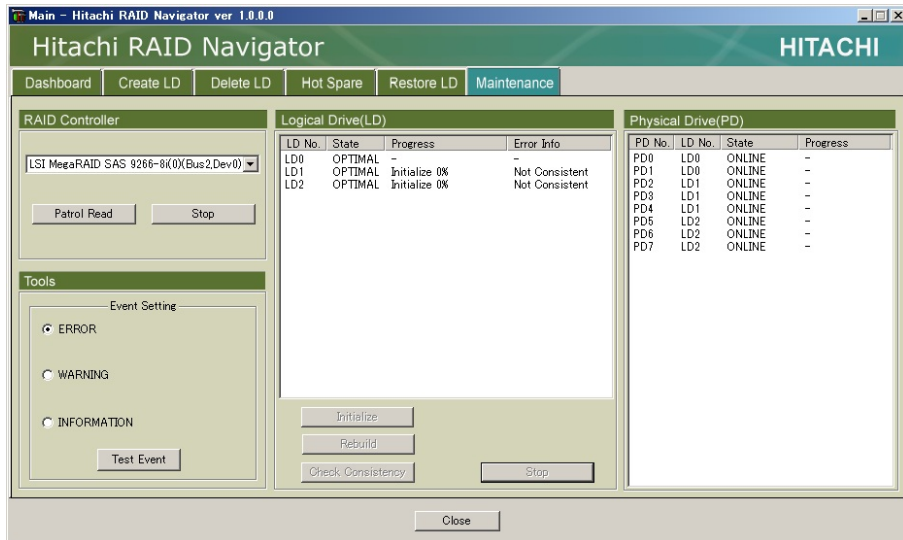 Main - Hitachi RAID Navigator ver 1.0.0.0
Hitachi RAID Navigator
HITACHI
Dashboard Create LD Delete LD Hot Spare Restore LD Maintenance
RAID Controller
LSI MegaRAID SAS 9266-8i(0)(Bus2,Dev0)
Patrol Read Stop
Tools
Event Setting
ERROR
WARNING
INFORMATION
Test Event
Logical Drive(LD)
LD No. State Progress Error Info
LD0 OPTIMAL - -
LD1 OPTIMAL Initialize 0% Not Consistent
LD2 OPTIMAL Initialize 0% Not Consistent
Initialize
Rebuild
Check Consistency Stop
Physical Drive(PD)
PD No. LD No. State Progress
PD0 LD0 ONLINE -
PD1 LD0 ONLINE -
PD2 LD1 ONLINE -
PD3 LD1 ONLINE -
PD4 LD1 ONLINE -
PD5 LD2 ONLINE -
PD6 LD2 ONLINE -
PD7 LD2 ONLINE -
Close